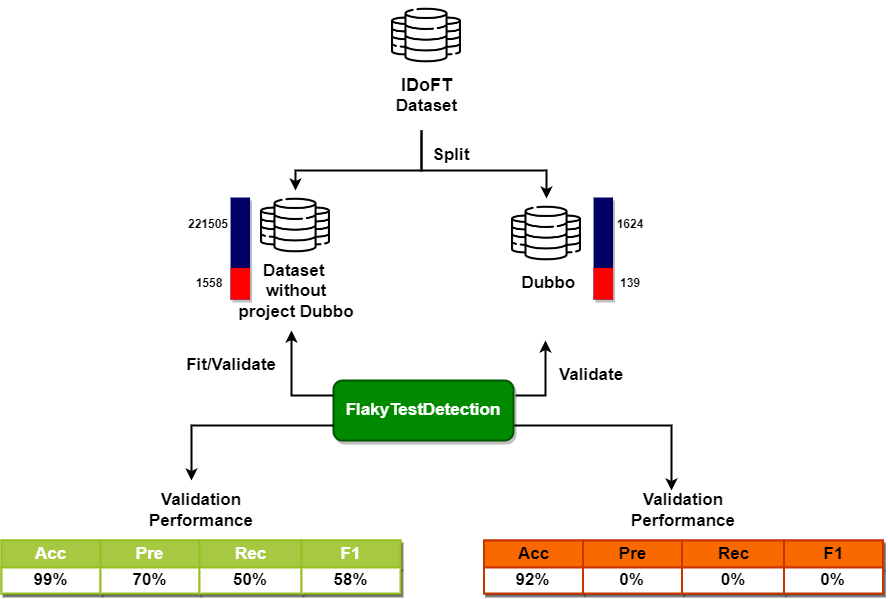 IDoFT
Dataset
Split
221505
1558
Dataset
without
project Dubbo
Dubbo
1624
139
Fit/Validate
Validate
FlakyTestDetection
Validation
Performance
Validation
Performance
Acc Pre Rec F1
99% 70% 50% 58%
Acc Pre Rec F1
92% 0% 0% 0%